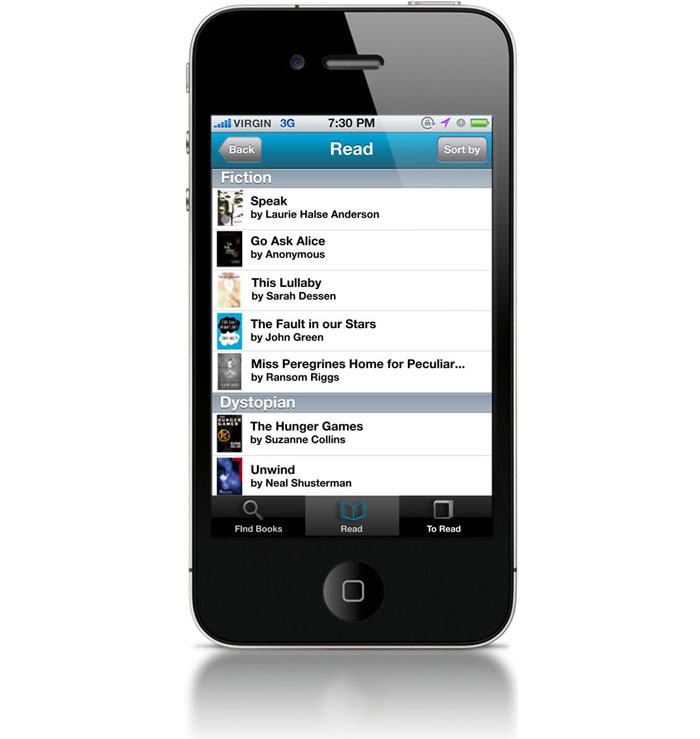 VIRGIN 3G 7:30 PM
Back Read Sort by
Fiction
Speak
by Laurie Halse Anderson
Go Ask Alice
by Anonymous
This Lullaby
by Sarah Dessen
The Fault in our Stars
by John Green
Miss Peregrines Home for Peculiar...
by Ransom Riggs
Dystopian
The Hunger Games
by Suzanne Collins
Unwind
by Neal Shusterman
FInd Books Read To Read